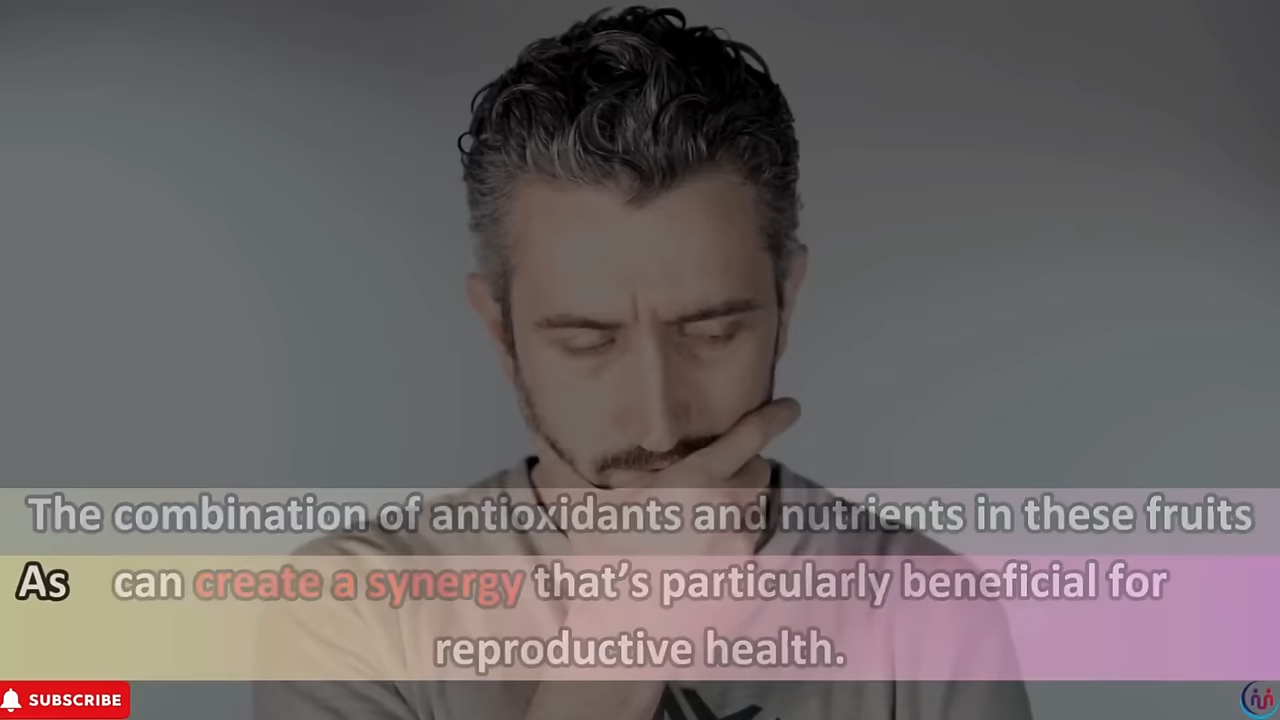 The combination of antioxidants and nutrients in these fruits
As
can create a synergy that’s particularly beneficial for
reproductive health.
SUBSCRIBE